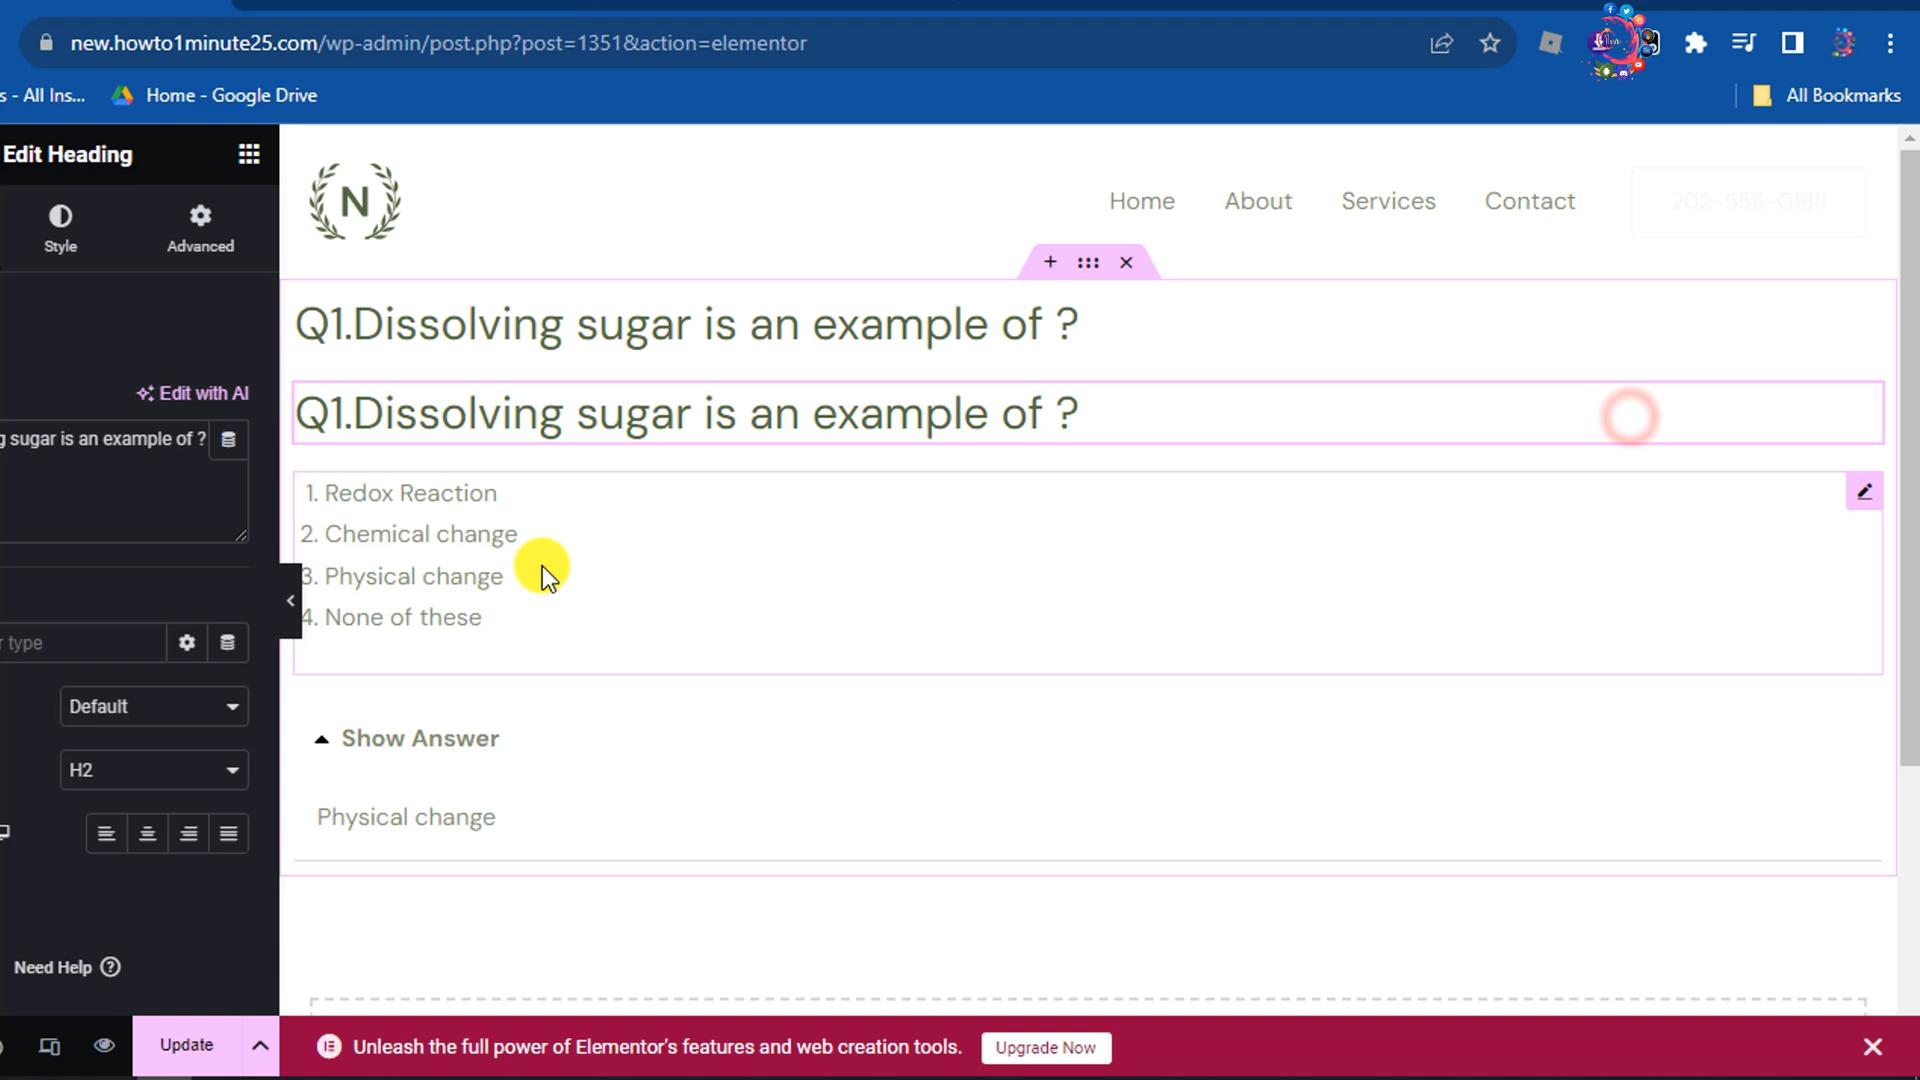 new.howto1minute25.com/wp-admin/post.php?post=1351&action=elementor
s - All Ins... Home - Google Drive All Bookmarks
Edit Heading
Style Advanced
N
Home About Services Contact 202-555-0188
Q1.Dissolving sugar is an example of ?
Edit with AI
Q1.Dissolving sugar is an example of ?
g sugar is an example of ?
1. Redox Reaction
2. Chemical change
3. Physical change
4. None of these
r type
Default
Show Answer
H2
Physical change
Need Help ?
Update
Unleash the full power of Elementor's features and web creation tools. Upgrade Now